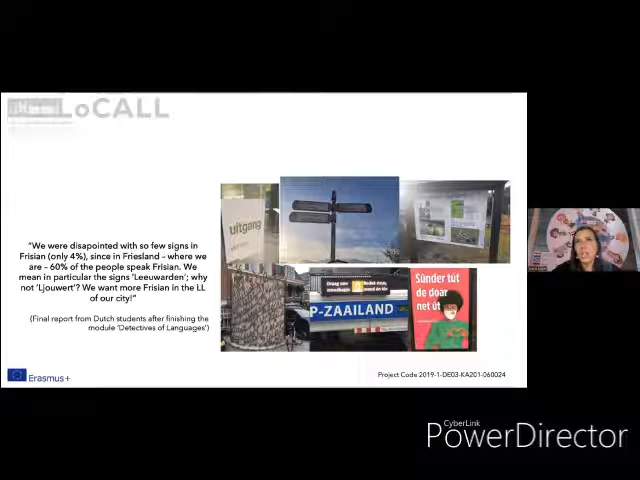 LoCALL
"We were disapointed with so few signs in
Frisian (only 4%), since in Friesland – where we
are – 60% of the people speak Frisian. We
mean in particular the signs 'Leeuwarden'; why
not 'Ljouwert'? We want more Frisian in the LL
of our city!"
(Final report from Dutch students after finishing the
module 'Detectives of Languages')
uitgang
P-ZAAILAND
Sûnder tút
de doar
net út
Erasmus+
Project Code 2019-1-DE03-KA201-060024
CyberLink
PowerDirector